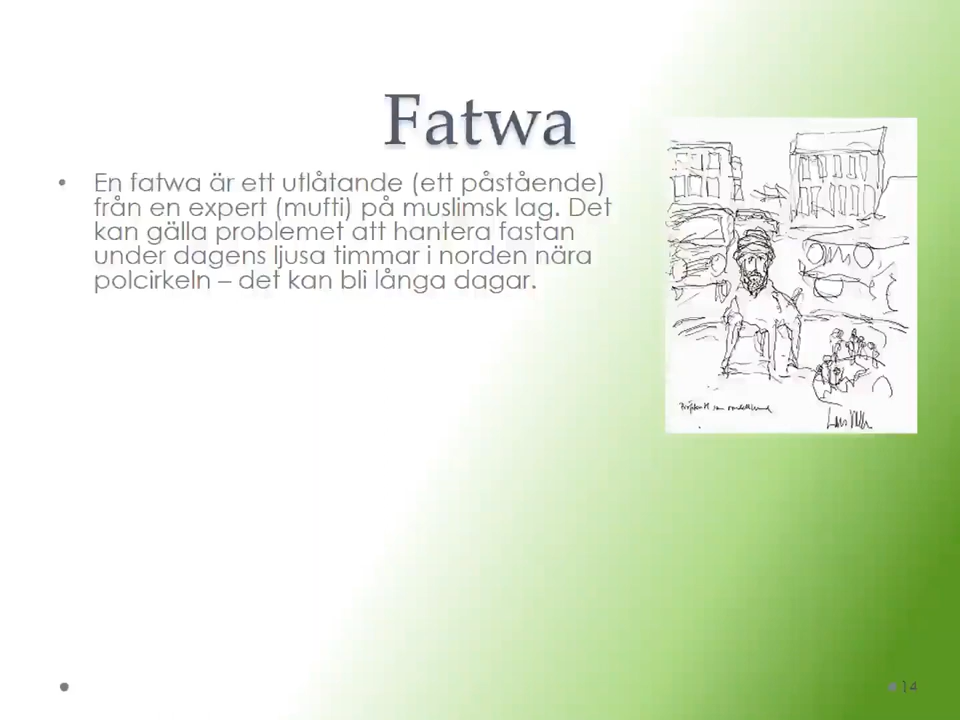 Fatwa
• En fatwa är ett utlåtande (ett påstående)
från en expert (mufti) på muslimsk lag. Det
kan gälla problemet att hantera fastan
under dagens ljusa timmar i norden nära
polcirkeln – det kan bli långa dagar.
Lars
14